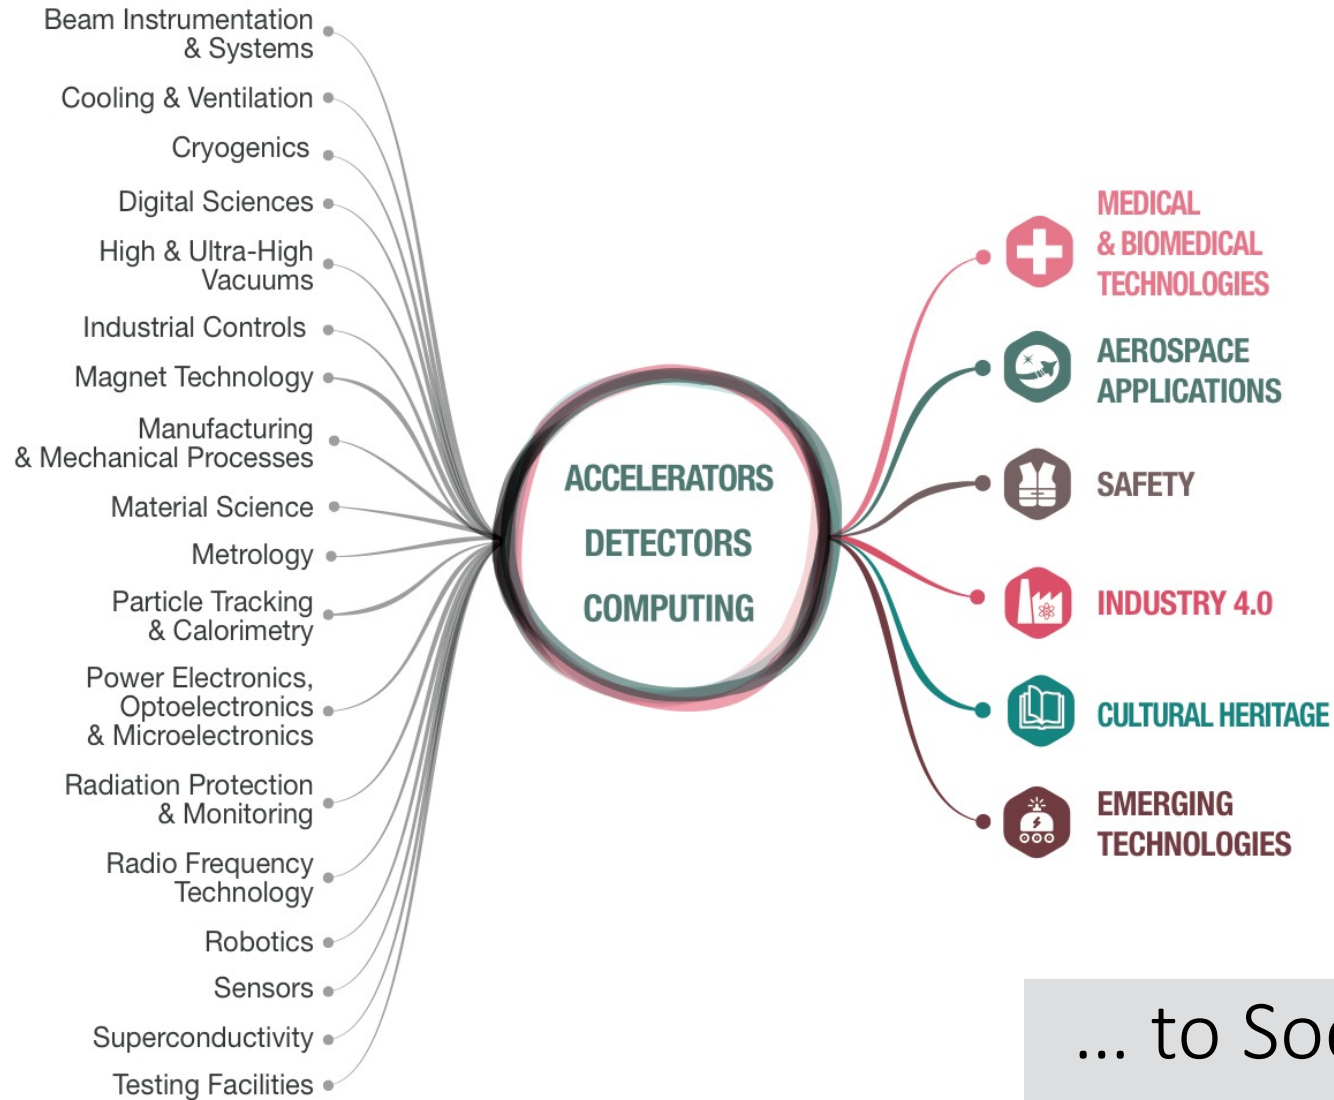 Beam Instrumentation
& Systems
Cooling & Ventilation
Cryogenics
Digital Sciences
High & Ultra-High
Vacuums
Industrial Controls
Magnet Technology
Manufacturing
& Mechanical Processes
Material Science
Metrology
Particle Tracking
& Calorimetry
Power Electronics,
Optoelectronics
& Microelectronics
Radiation Protection
& Monitoring
Radio Frequency
Technology
Robotics
Sensors
Superconductivity
Testing Facilities
ACCELERATORS
DETECTORS
COMPUTING
MEDICAL
& BIOMEDICAL
TECHNOLOGIES
AEROSPACE
APPLICATIONS
SAFETY
INDUSTRY 4.0
CULTURAL HERITAGE
EMERGING
TECHNOLOGIES
... to